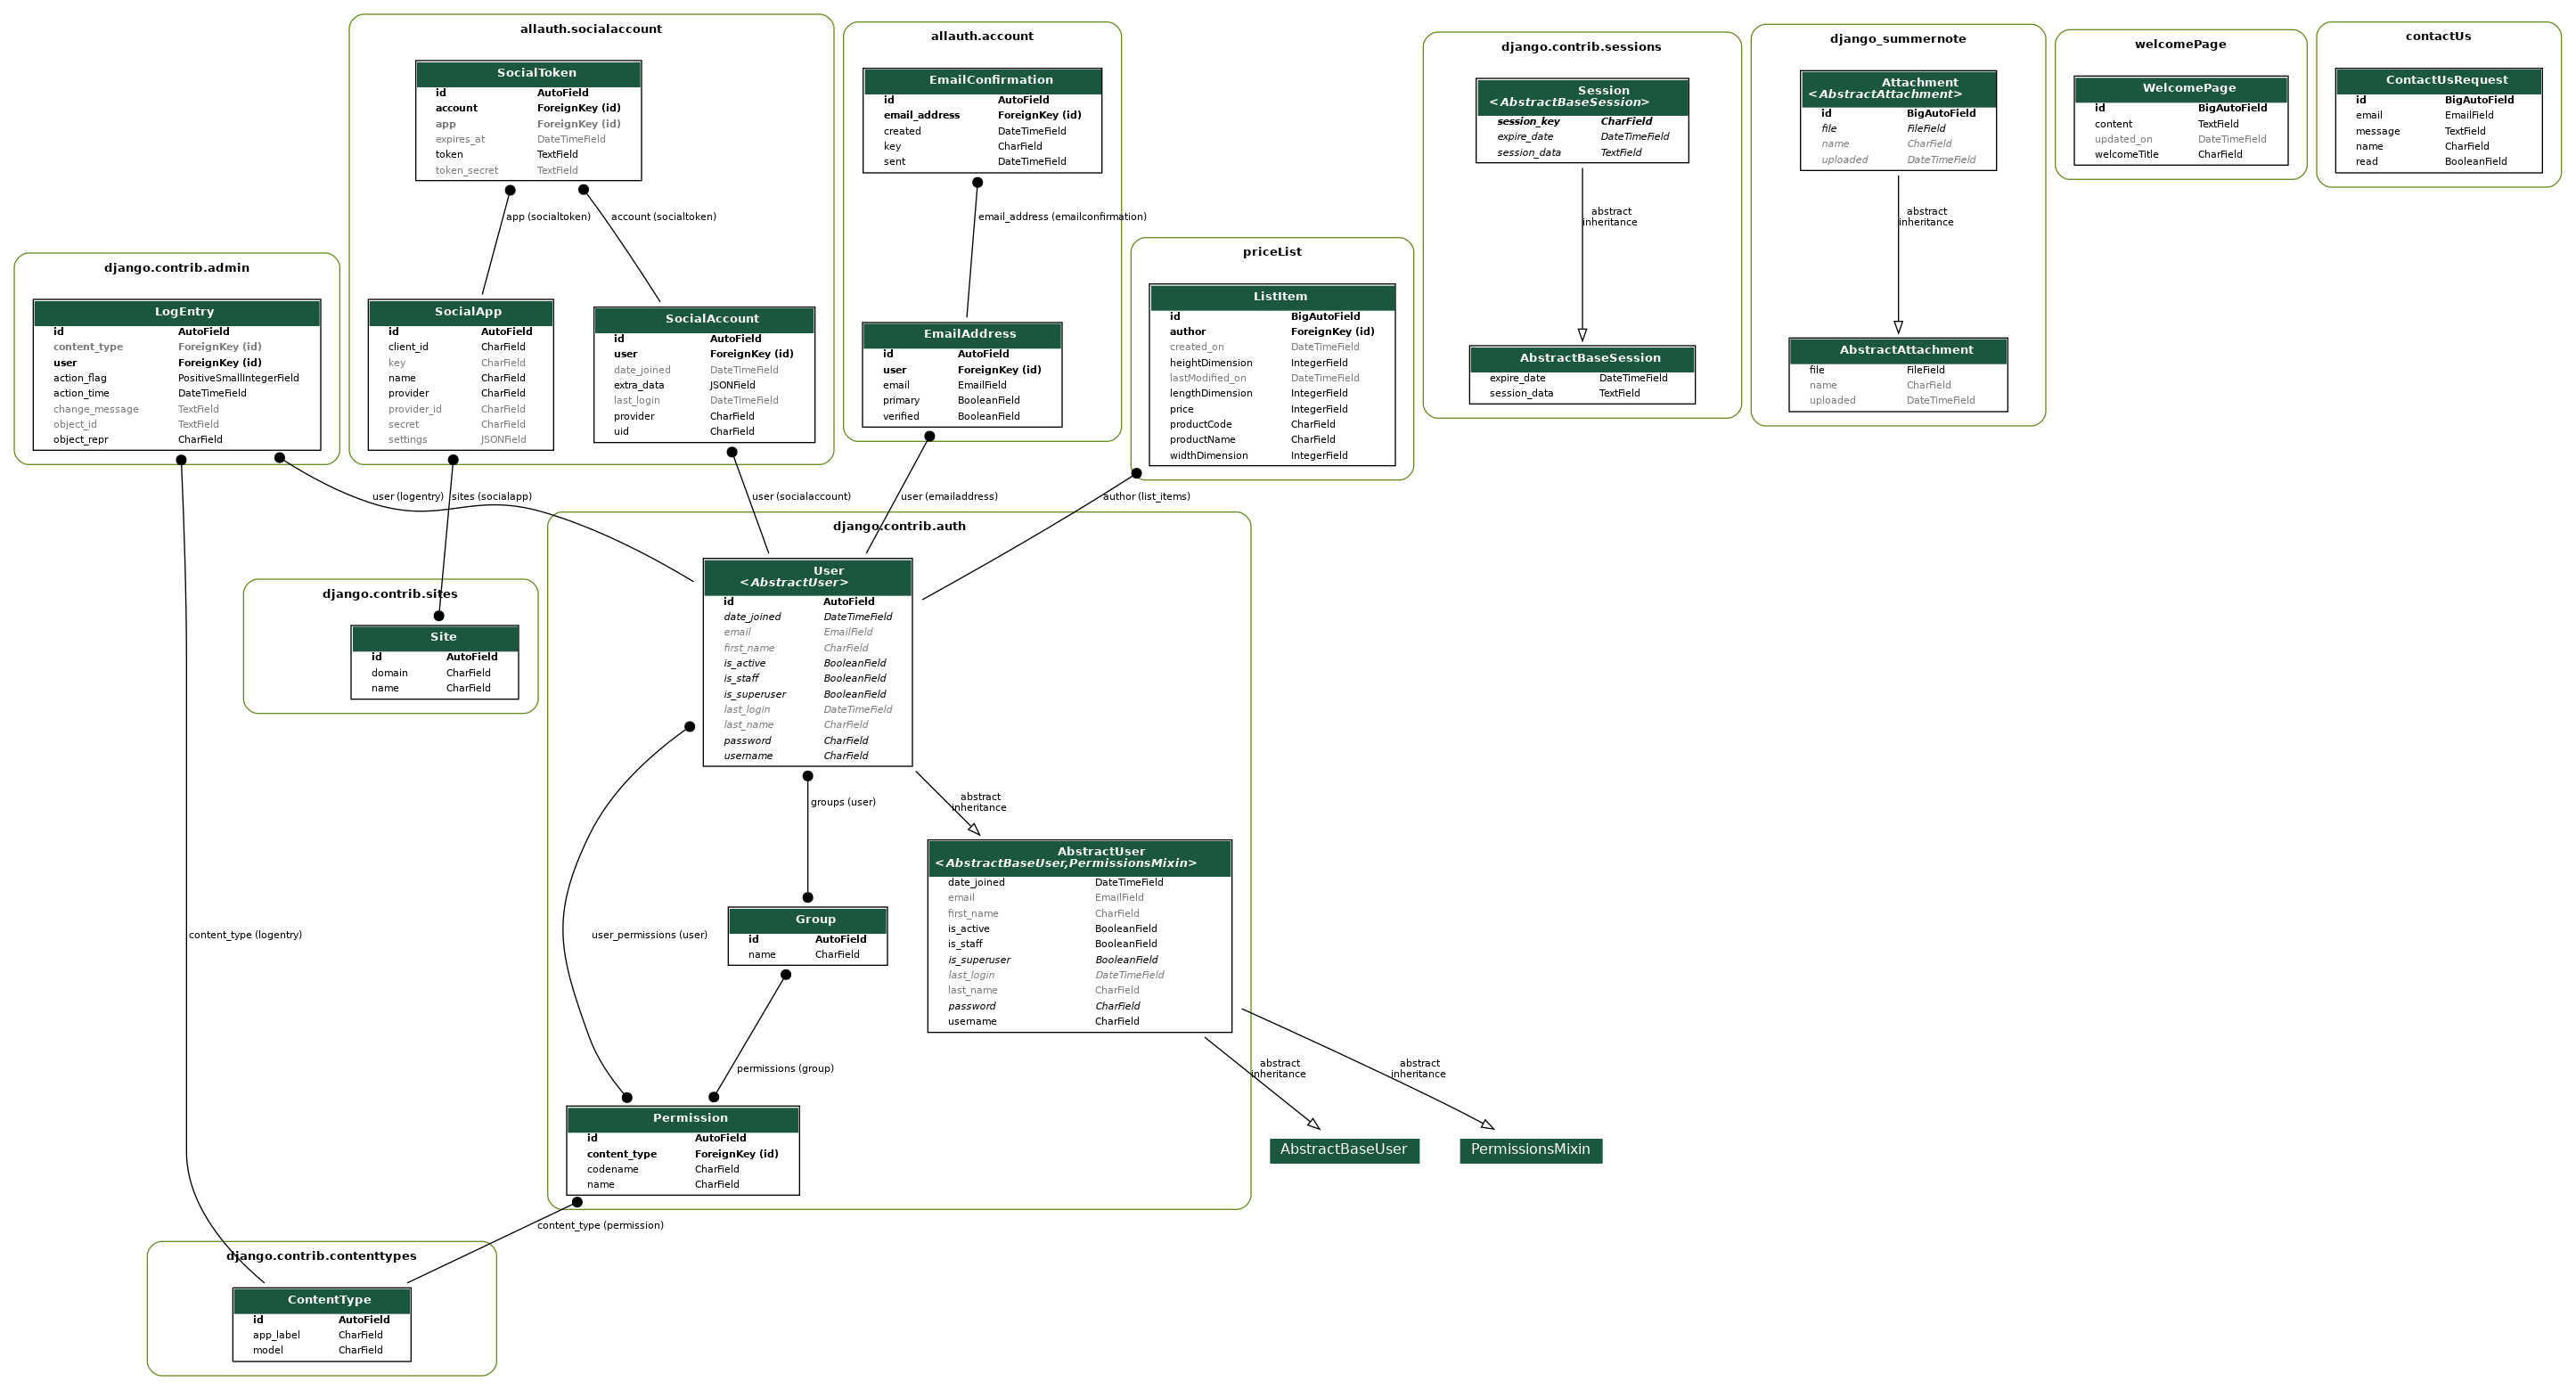 allauth.socialaccount
SocialToken
id AutoField
account ForeignKey (id)
app ForeignKey (id)
expires_at DateTimeField
token TextField
token_secret TextField
app (socialtoken)
account (socialtoken)
SocialApp
id AutoField
client_id CharField
key CharField
name CharField
provider CharField
provider_id CharField
secret CharField
settings JSONField
SocialAccount
id AutoField
user ForeignKey (id)
date_joined DateTimeField
extra_data JSONField
last_login DateTimeField
provider CharField
uid CharField
allauth.account
EmailConfirmation
id AutoField
email_address ForeignKey (id)
created DateTimeField
key CharField
sent DateTimeField
email_address (emailconfirmation)
EmailAddress
id AutoField
user ForeignKey (id)
email EmailField
primary BooleanField
verified BooleanField
django.contrib.sessions
Session
<AbstractBaseSession>
session_key CharField
expire_date DateTimeField
session_data TextField
abstract
inheritance
AbstractBaseSession
expire_date DateTimeField
session_data TextField
django_summernote
Attachment
<AbstractAttachment>
id BigAutoField
file FileField
name CharField
uploaded DateTimeField
abstract
inheritance
AbstractAttachment
file FileField
name CharField
uploaded DateTimeField
welcomePage
WelcomePage
id BigAutoField
content TextField
updated_on DateTimeField
welcomeTitle CharField
contactUs
ContactUsRequest
id BigAutoField
email EmailField
message TextField
name CharField
read BooleanField
django.contrib.admin
LogEntry
id AutoField
content_type ForeignKey (id)
user ForeignKey (id)
action_flag PositiveSmallIntegerField
action_time DateTimeField
change_message TextField
object_id TextField
object_repr CharField
priceList
ListItem
id BigAutoField
author ForeignKey (id)
created_on DateTimeField
heightDimension IntegerField
lastModified_on DateTimeField
lengthDimension IntegerField
price IntegerField
productCode CharField
productName CharField
widthDimension IntegerField
user (logentry)
sites (socialapp)
user (socialaccount)
user (emailaddress)
author (list_items)
django.contrib.sites
Site
id AutoField
domain CharField
name CharField
django.contrib.auth
User
<AbstractUser>
id AutoField
date_joined DateTimeField
email EmailField
first_name CharField
is_active BooleanField
is_staff BooleanField
is_superuser BooleanField
last_login DateTimeField
last_name CharField
password CharField
username CharField
groups (user)
abstract
inheritance
AbstractUser
<AbstractBaseUser,PermissionsMixin>
date_joined DateTimeField
email EmailField
first_name CharField
is_active BooleanField
is_staff BooleanField
is_superuser BooleanField
last_login DateTimeField
last_name CharField
password CharField
username CharField
Group
id AutoField
name CharField
content_type (logentry)
user_permissions (user)
permissions (group)
abstract
inheritance
abstract
inheritance
Permission
id AutoField
content_type ForeignKey (id)
codename CharField
name CharField
AbstractBaseUser
PermissionsMixin
content_type (permission)
django.contrib.contenttypes
ContentType
id AutoField
app_label CharField
model CharField